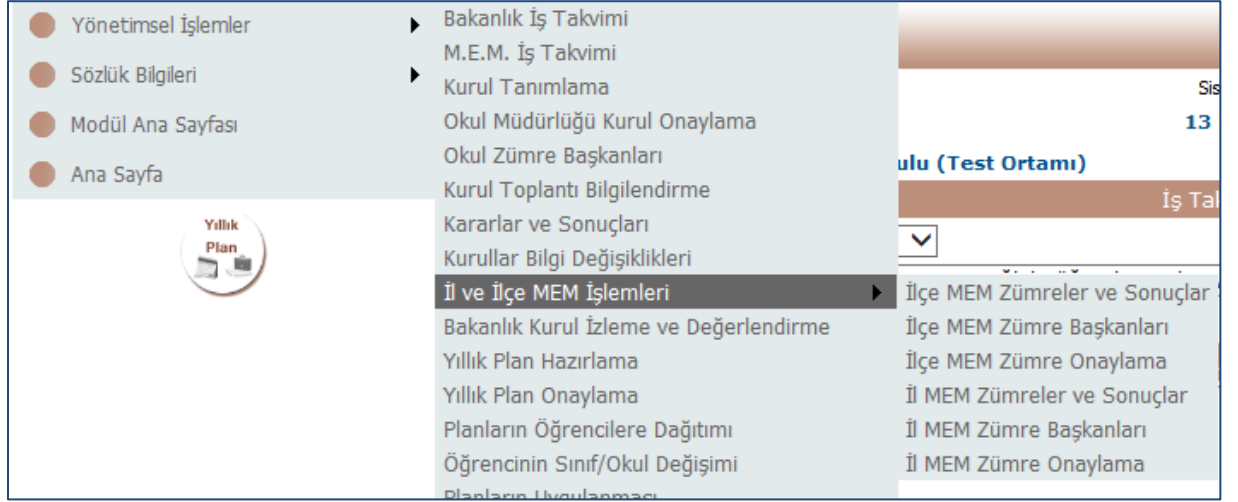 Yönetimsel İşlemler
Sözlük Bilgileri
Modül Ana Sayfası
Ana Sayfa
Yıllık
Plan
Bakanlık İş Takvimi
M.E.M. İş Takvimi
Kurul Tanımlama
Okul Müdürlüğü Kurul Onaylama
Okul Zümre Başkanları
Kurul Toplantı Bilgilendirme
Kararlar ve Sonuçları
Kurullar Bilgi Değişiklikleri
İl ve İlçe MEM İşlemleri
Bakanlık Kurul İzleme ve Değerlendirme
Yıllık Plan Hazırlama
Yıllık Plan Onaylama
Planların Öğrencilere Dağıtımı
Öğrencinin Sınıf/Okul Değişimi
Planların Uygulanması
Sis
13
ulu (Test Ortamı)
İş Tak
İlçe MEM Zümreler ve Sonuçlar
İlçe MEM Zümre Başkanları
İlçe MEM Zümre Onaylama
İl MEM Zümreler ve Sonuçlar
İl MEM Zümre Başkanları
İl MEM Zümre Onaylama